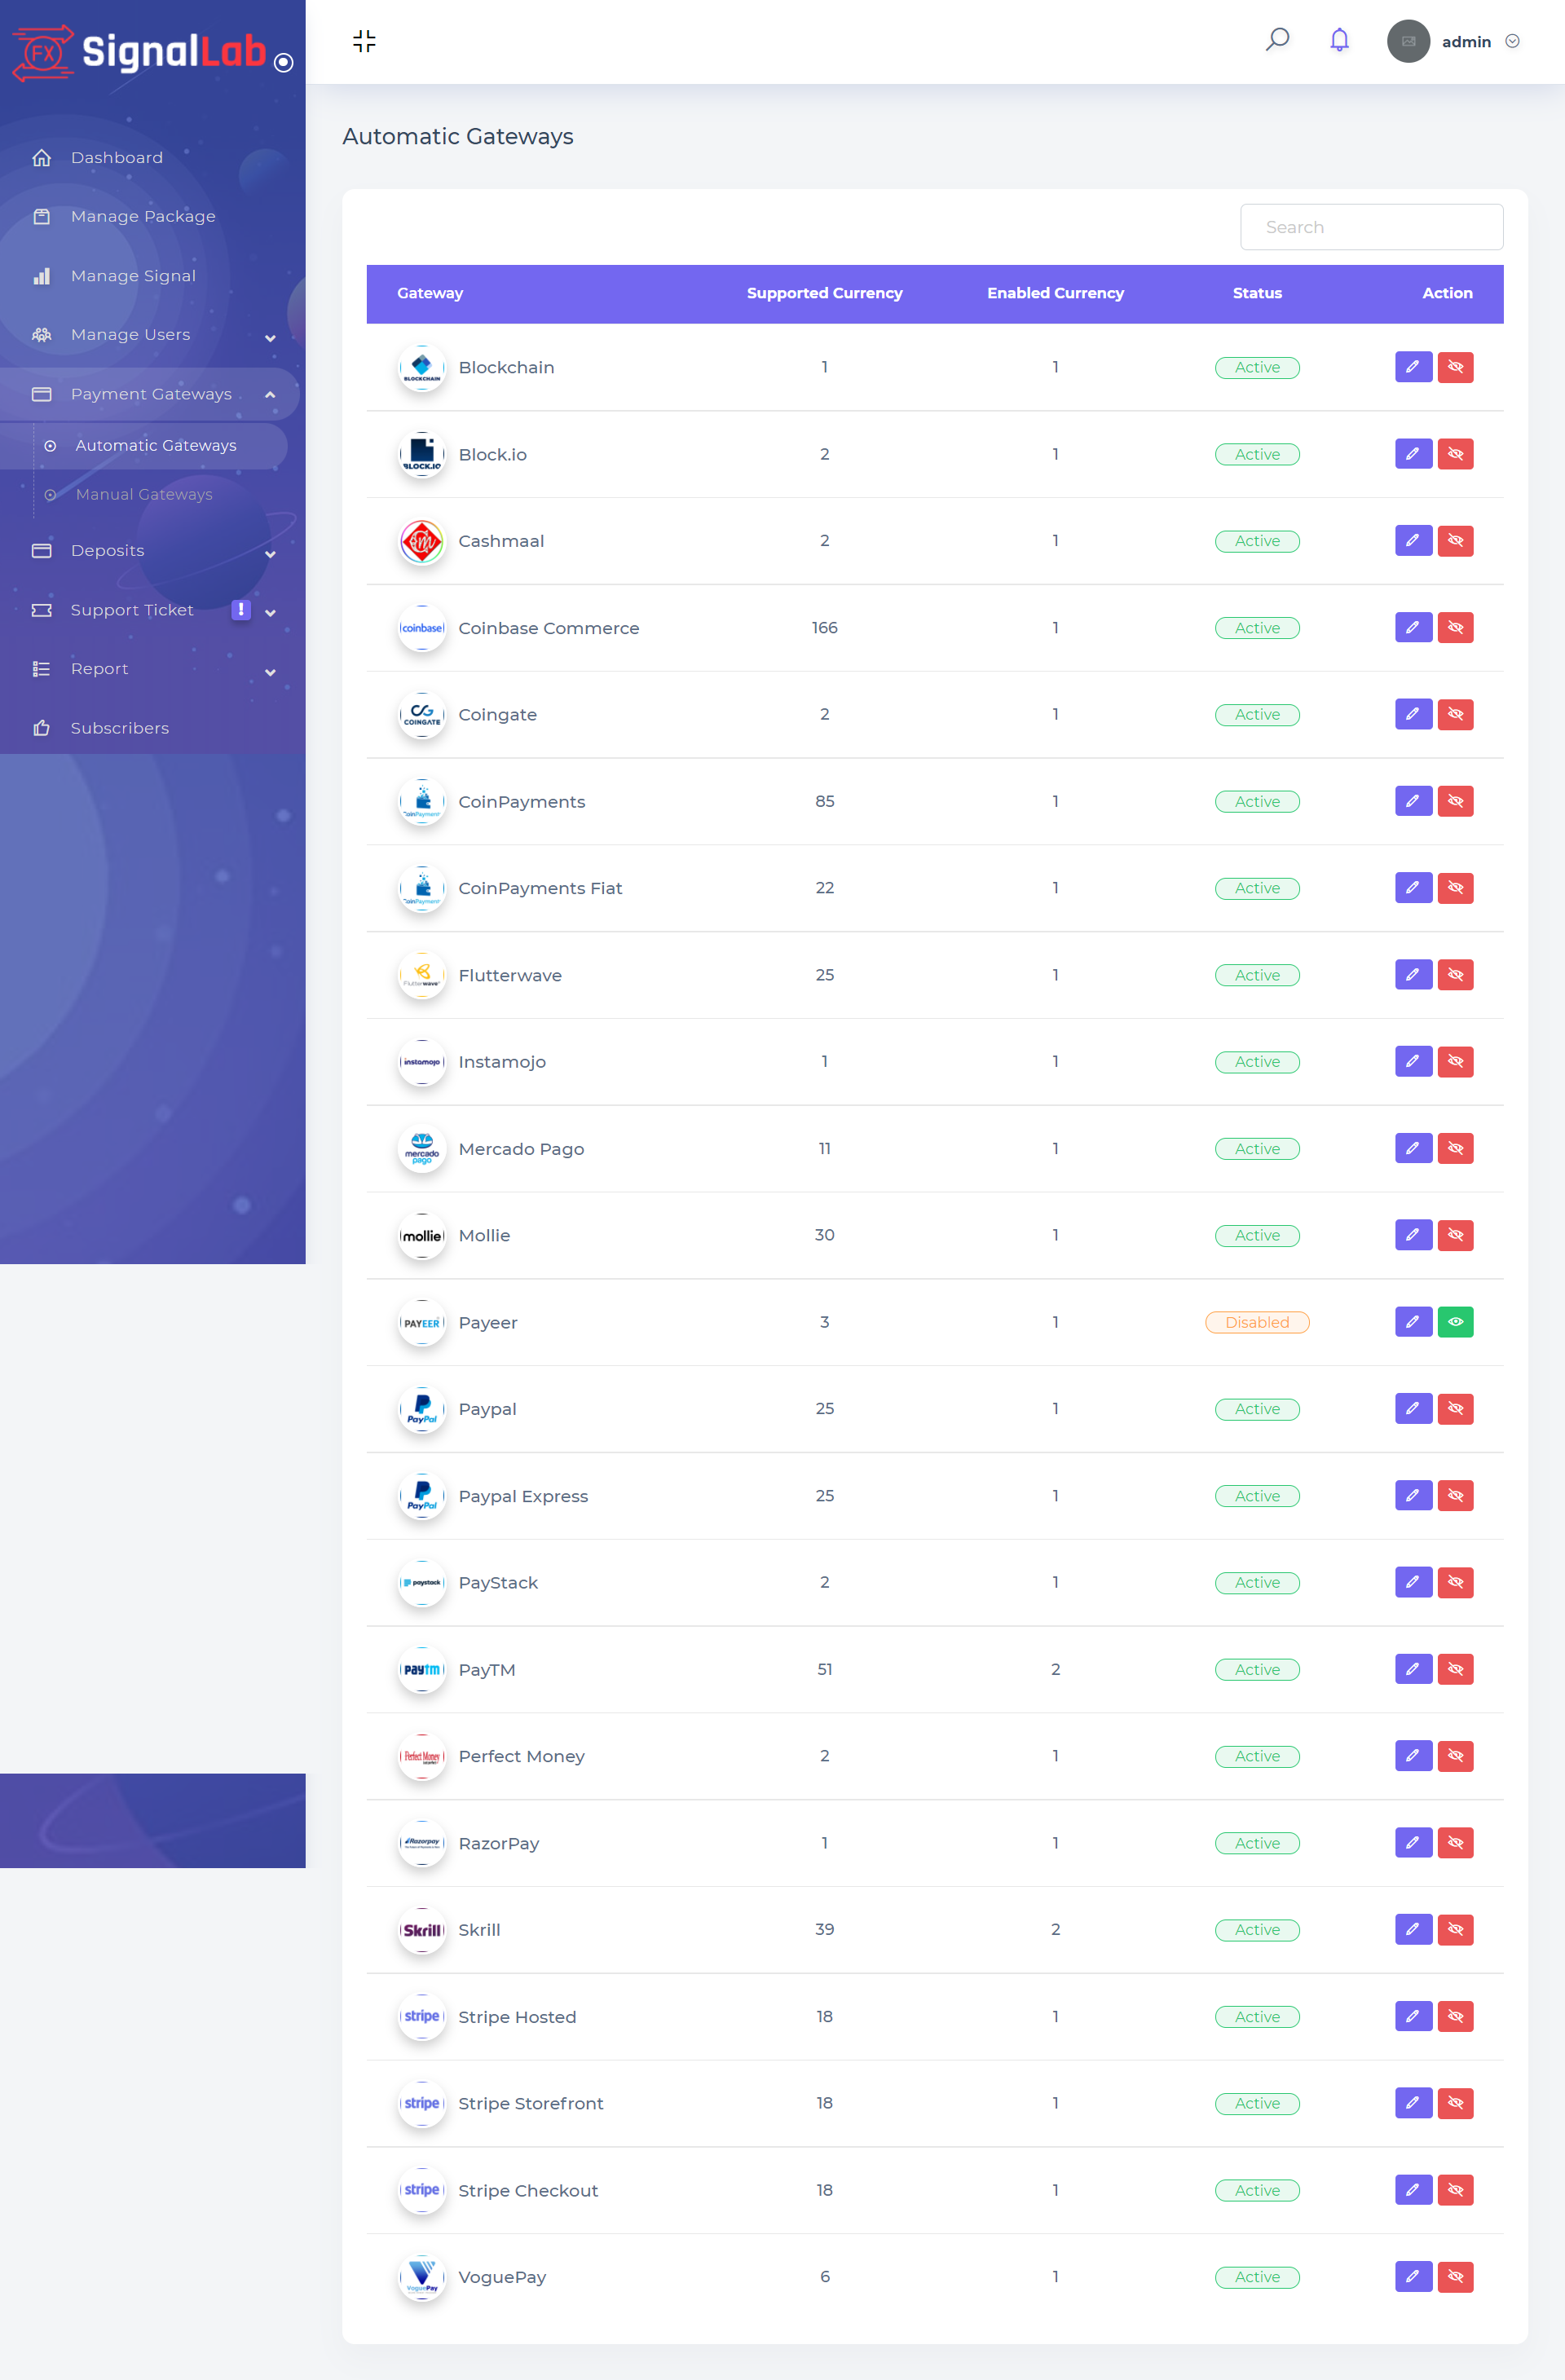 FX SignalLab
admin
Dashboard
Manage Package
Manage Signal
Manage Users
Payment Gateways
Automatic Gateways
Manual Gateways
Deposits
Support Ticket !
Report
Subscribers
Automatic Gateways
Search
Gateway Supported Currency Enabled Currency Status Action
BLOCKCHAIN Blockchain 1 1 Active
BLOCK.IO Block.io 2 1 Active
Cashmaal 2 1 Active
coinbase Coinbase Commerce 166 1 Active
COINGATE Coingate 2 1 Active
CoinPayment CoinPayments 85 1 Active
CoinPayment CoinPayments Fiat 22 1 Active
Flutterwave Flutterwave 25 1 Active
instamojo Instamojo 1 1 Active
mercado pago Mercado Pago 11 1 Active
mollie Mollie 30 1 Active
PAYEER Payeer 3 1 Disabled
PayPal Paypal 25 1 Active
PayPal Paypal Express 25 1 Active
paystack PayStack 2 1 Active
paytm PayTM 51 2 Active
Perfect Money Perfect Money 2 1 Active
Razorpay RazorPay 1 1 Active
Skrill Skrill 39 2 Active
stripe Stripe Hosted 18 1 Active
stripe Stripe Storefront 18 1 Active
stripe Stripe Checkout 18 1 Active
VoguePay VoguePay 6 1 Active